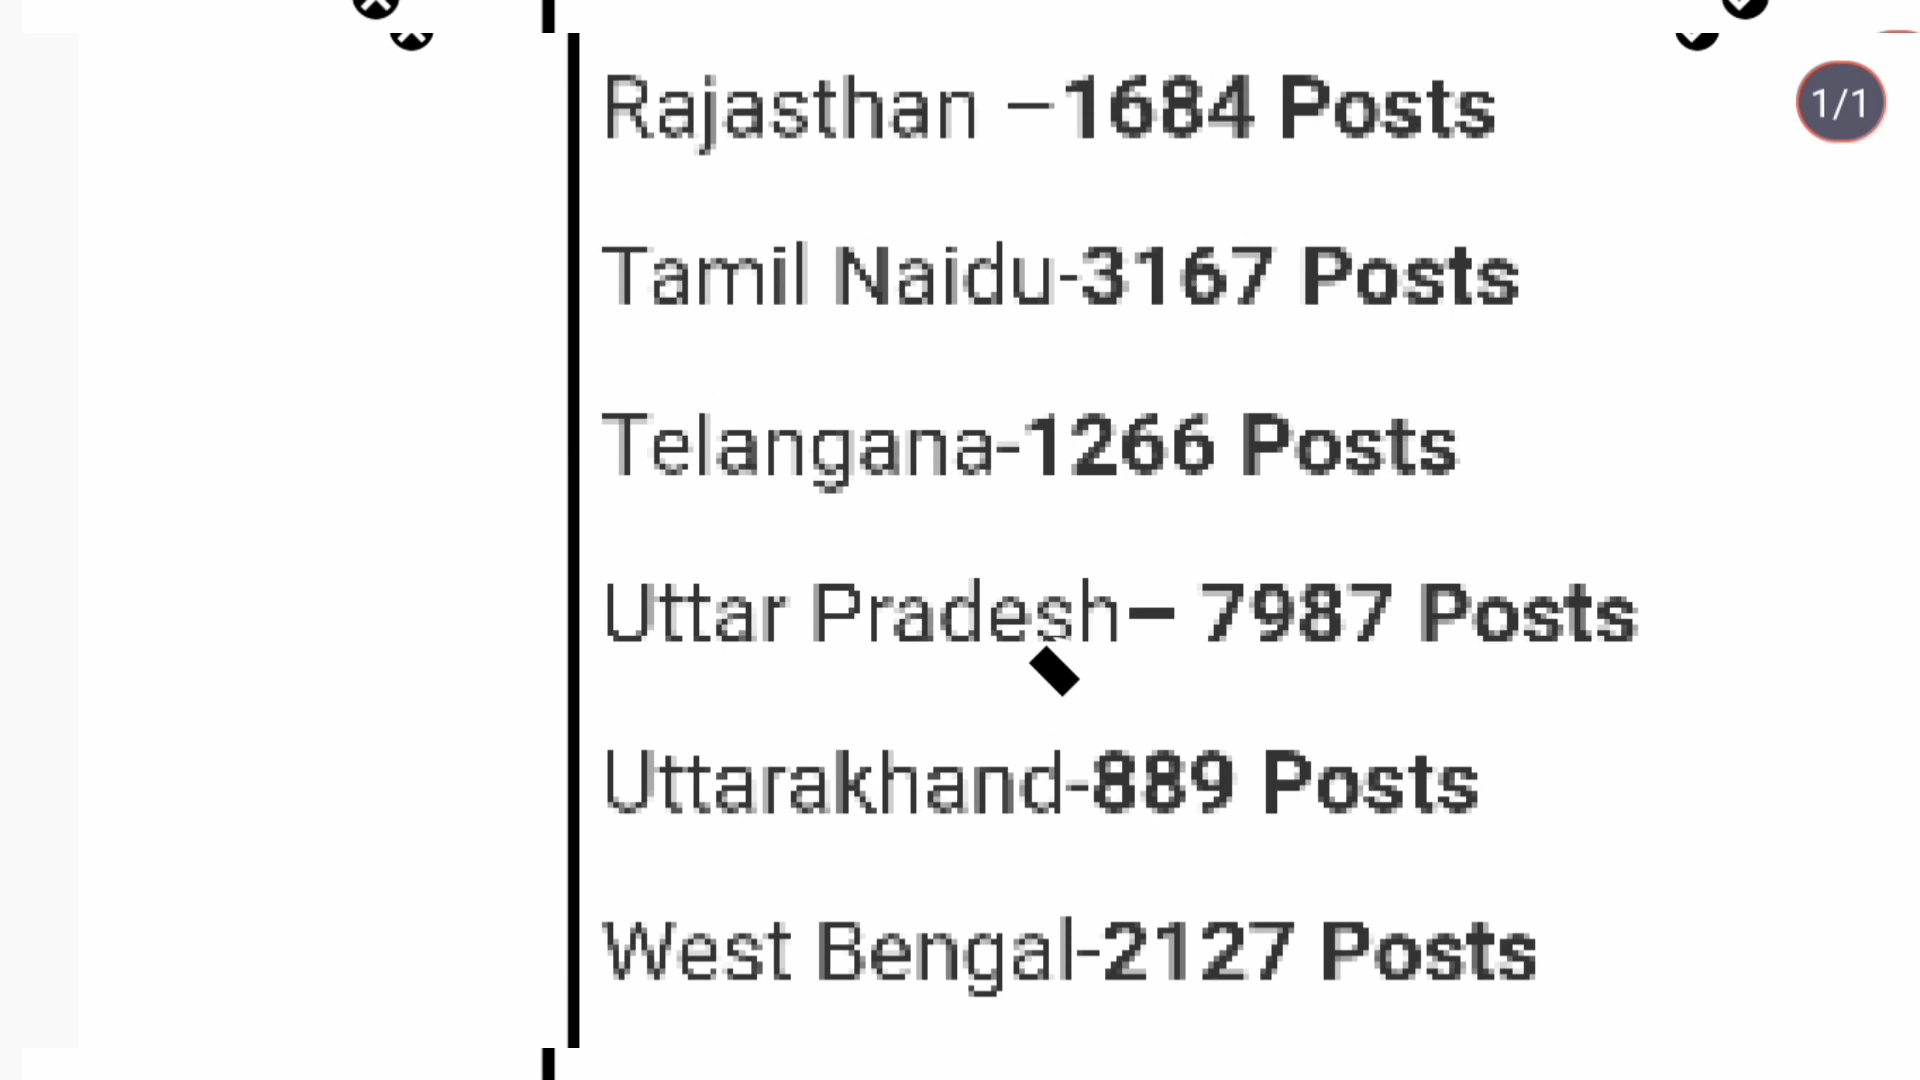 Rajasthan –1684 Posts
1/1
Tamil Naidu-3167 Posts
Telangana-1266 Posts
Uttar Pradesh– 7987 Posts
Uttarakhand-889 Posts
West Bengal-2127 Posts